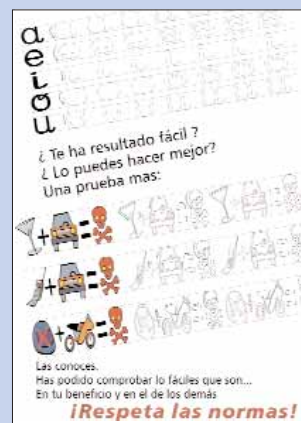 a
e
i
o
u
¿ Te ha resultado fácil ?
¿ Lo puedes hacer mejor?
Una prueba mas:
+ =
+ =
+ =
Las conoces.
Has podido comprobar lo fáciles que son...
En tu beneficio y en el de los demás
¡Respeta las normas!